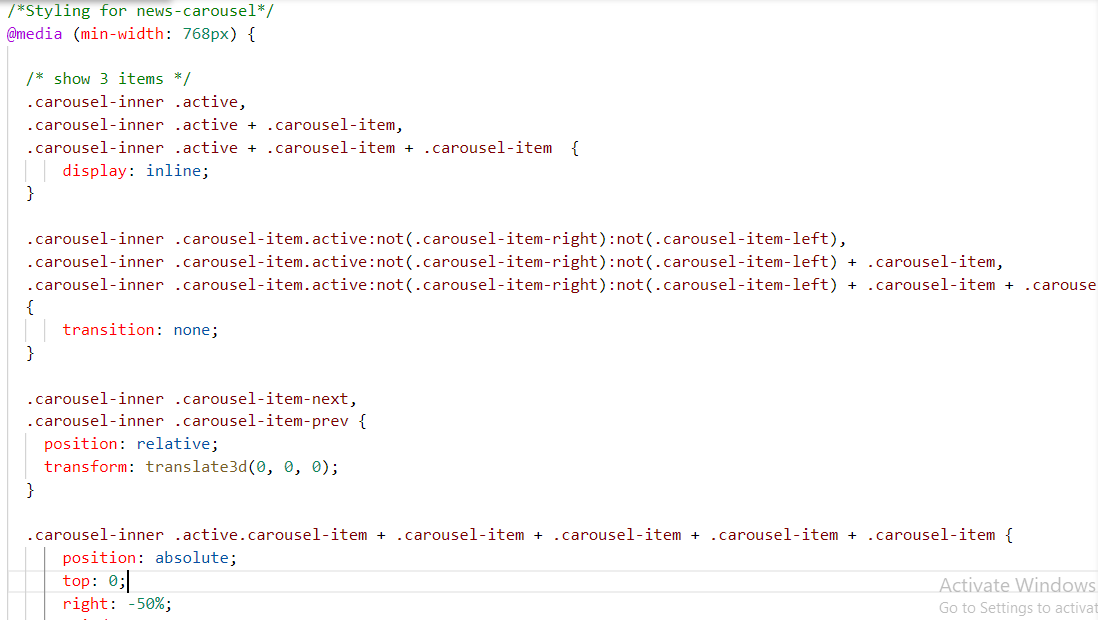 /*Styling for news-carousel*/
@media (min-width: 768px) {
/* show 3 items */
.carousel-inner .active,
.carousel-inner .active + .carousel-item,
.carousel-inner .active + .carousel-item + .carousel-item  {
display: inline;
}
.carousel-inner .carousel-item.active:not(.carousel-item-right):not(.carousel-item-left),
.carousel-inner .carousel-item.active:not(.carousel-item-right):not(.carousel-item-left) + .carousel-item,
.carousel-inner .carousel-item.active:not(.carousel-item-right):not(.carousel-item-left) + .carousel-item + .carouse
{
transition: none;
}
.carousel-inner .carousel-item-next,
.carousel-inner .carousel-item-prev {
position: relative;
transform: translate3d(0, 0, 0);
}
.carousel-inner .active.carousel-item + .carousel-item + .carousel-item + .carousel-item + .carousel-item {
position: absolute;
top: 0;
right: -50%;
Activate Windows
Go to Settings to activat